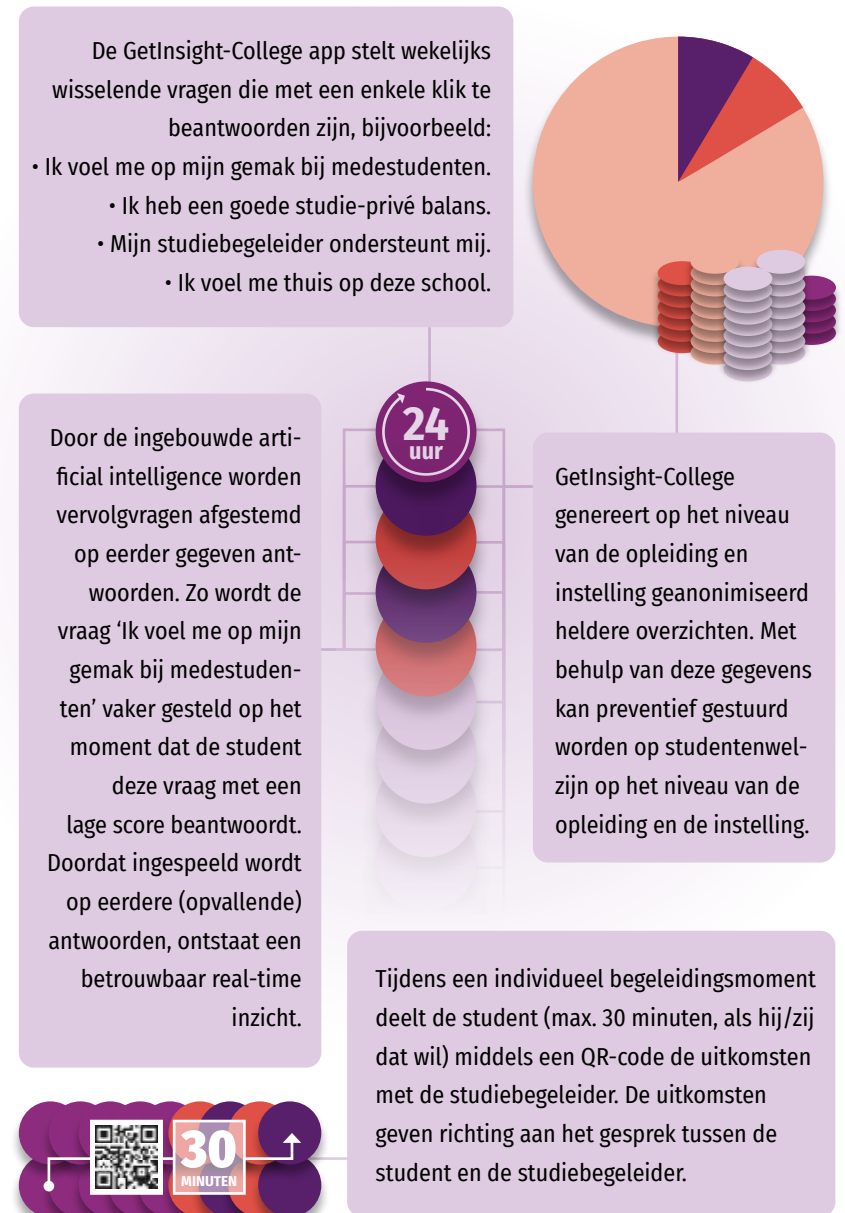 De GetInsight-College app stelt wekelijks
wisselende vragen die met een enkele klik te
beantwoorden zijn, bijvoorbeeld:
• Ik voel me op mijn gemak bij medestudenten.
• Ik heb een goede studie-privé balans.
• Mijn studiebegeleider ondersteunt mij.
• Ik voel me thuis op deze school.
24
uur
Door de ingebouwde arti-
ficial intelligence worden
vervolgvragen afgestemd
op eerder gegeven ant-
woorden. Zo wordt de
vraag ‘Ik voel me op mijn
gemak bij medestuden-
ten’ vaker gesteld op het
moment dat de student
deze vraag met een
lage score beantwoordt.
Doordat ingespeeld wordt
op eerdere (opvallende)
antwoorden, ontstaat een
betrouwbaar real-time
inzicht.
GetInsight-College
genereert op het niveau
van de opleiding en
instelling geanonimiseerd
heldere overzichten. Met
behulp van deze gegevens
kan preventief gestuurd
worden op studentenwel-
zijn op het niveau van de
opleiding en de instelling.
Tijdens een individueel begeleidingsmoment
deelt de student (max. 30 minuten, als hij/zij
dat wil) middels een QR-code de uitkomsten
met de studiebegeleider. De uitkomsten
geven richting aan het gesprek tussen de
student en de studiebegeleider.
30
MINUTEN